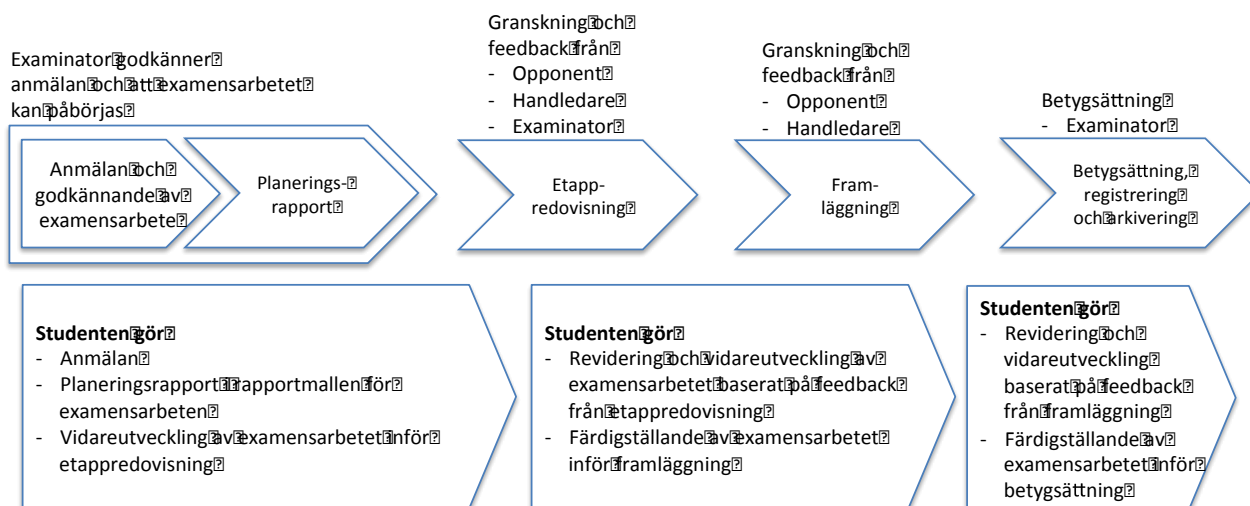 Examinator godkänner
anmälan och att examensarbetet
kan påbörjas
Granskning och
feedback från
- Opponent
- Handledare
- Examinator
Granskning och
feedback från
- Opponent
- Handledare
Betygsättning
- Examinator
Anmälan och
godkännande av
examensarbete
Planerings-
rapport
Etapp-
redovisning
Fram-
läggning
Betygsättning,
registrering
och arkivering
Studenten gör
- Anmälan
- Planeringsrapport i rapportmallen för
examensarbeten
- Vidareutveckling av examensarbetet inför
etappredovisning
Studenten gör
- Revidering och vidareutveckling av
examensarbetet baserat på feedback
från etappredovisning
- Färdigställande av examensarbetet
inför framläggning
Studenten gör
- Revidering och
vidareutveckling
baserat på feedback
från framläggning
- Färdigställande av
examensarbetet inför
betygsättning